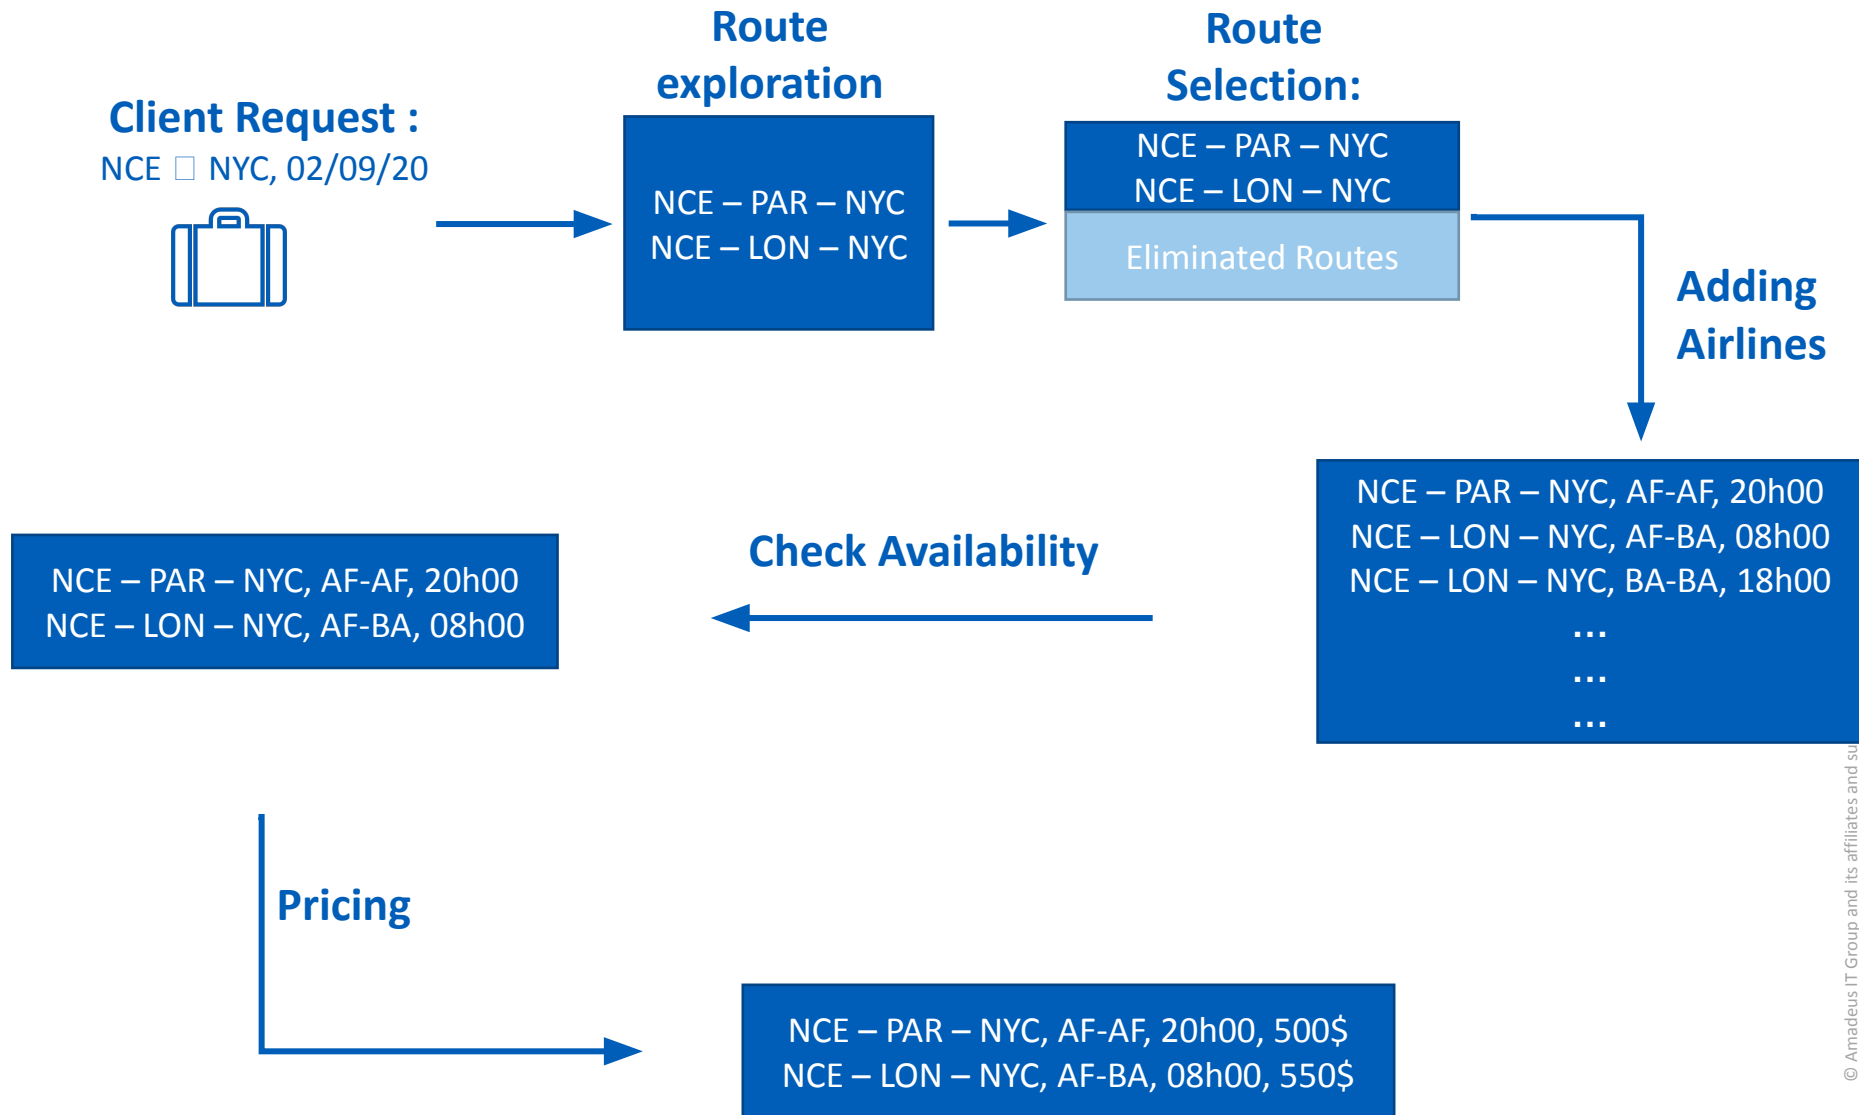 Client Request :
NCE □ NYC, 02/09/20
Route
exploration
NCE – PAR – NYC
NCE – LON – NYC
Route
Selection:
NCE – PAR – NYC
NCE – LON – NYC
Eliminated Routes
Adding
Airlines
NCE – PAR – NYC, AF-AF, 20h00
NCE – LON – NYC, AF-BA, 08h00
NCE – LON – NYC, BA-BA, 18h00
...
...
...
Check Availability
NCE – PAR – NYC, AF-AF, 20h00
NCE – LON – NYC, AF-BA, 08h00
Pricing
NCE – PAR – NYC, AF-AF, 20h00, 500$
NCE – LON – NYC, AF-BA, 08h00, 550$
© Amadeus IT Group and its affiliates and